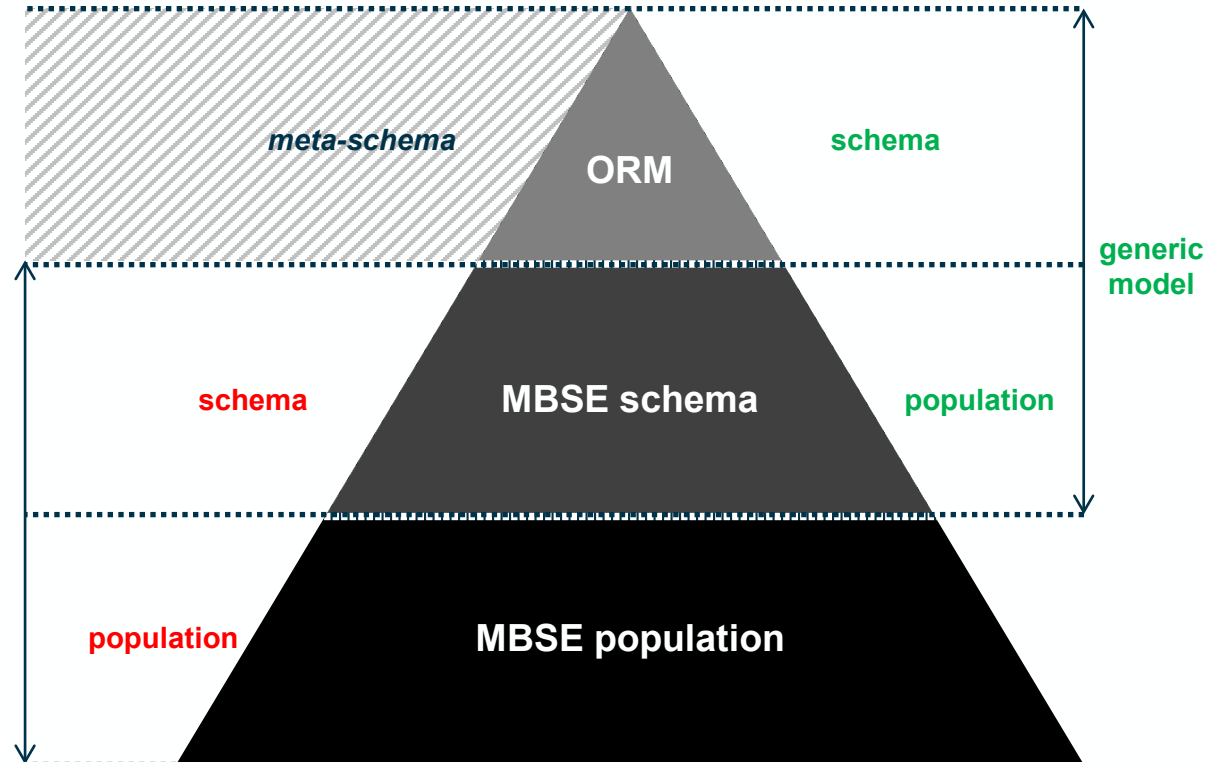 meta-schema
ORM
schema
generic
model
schema
MBSE schema
population
population
MBSE population